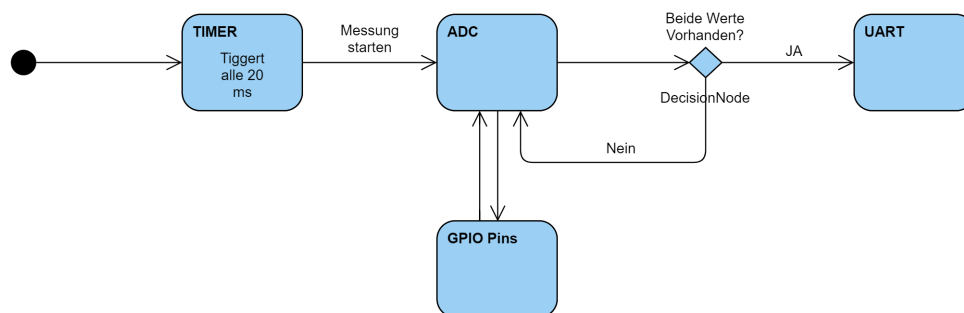 TIMER
Tiggert
alle 20
ms
Messung
starten
ADC
Beide Werte
Vorhanden?
DecisionNode
JA
UART
Nein
GPIO Pins